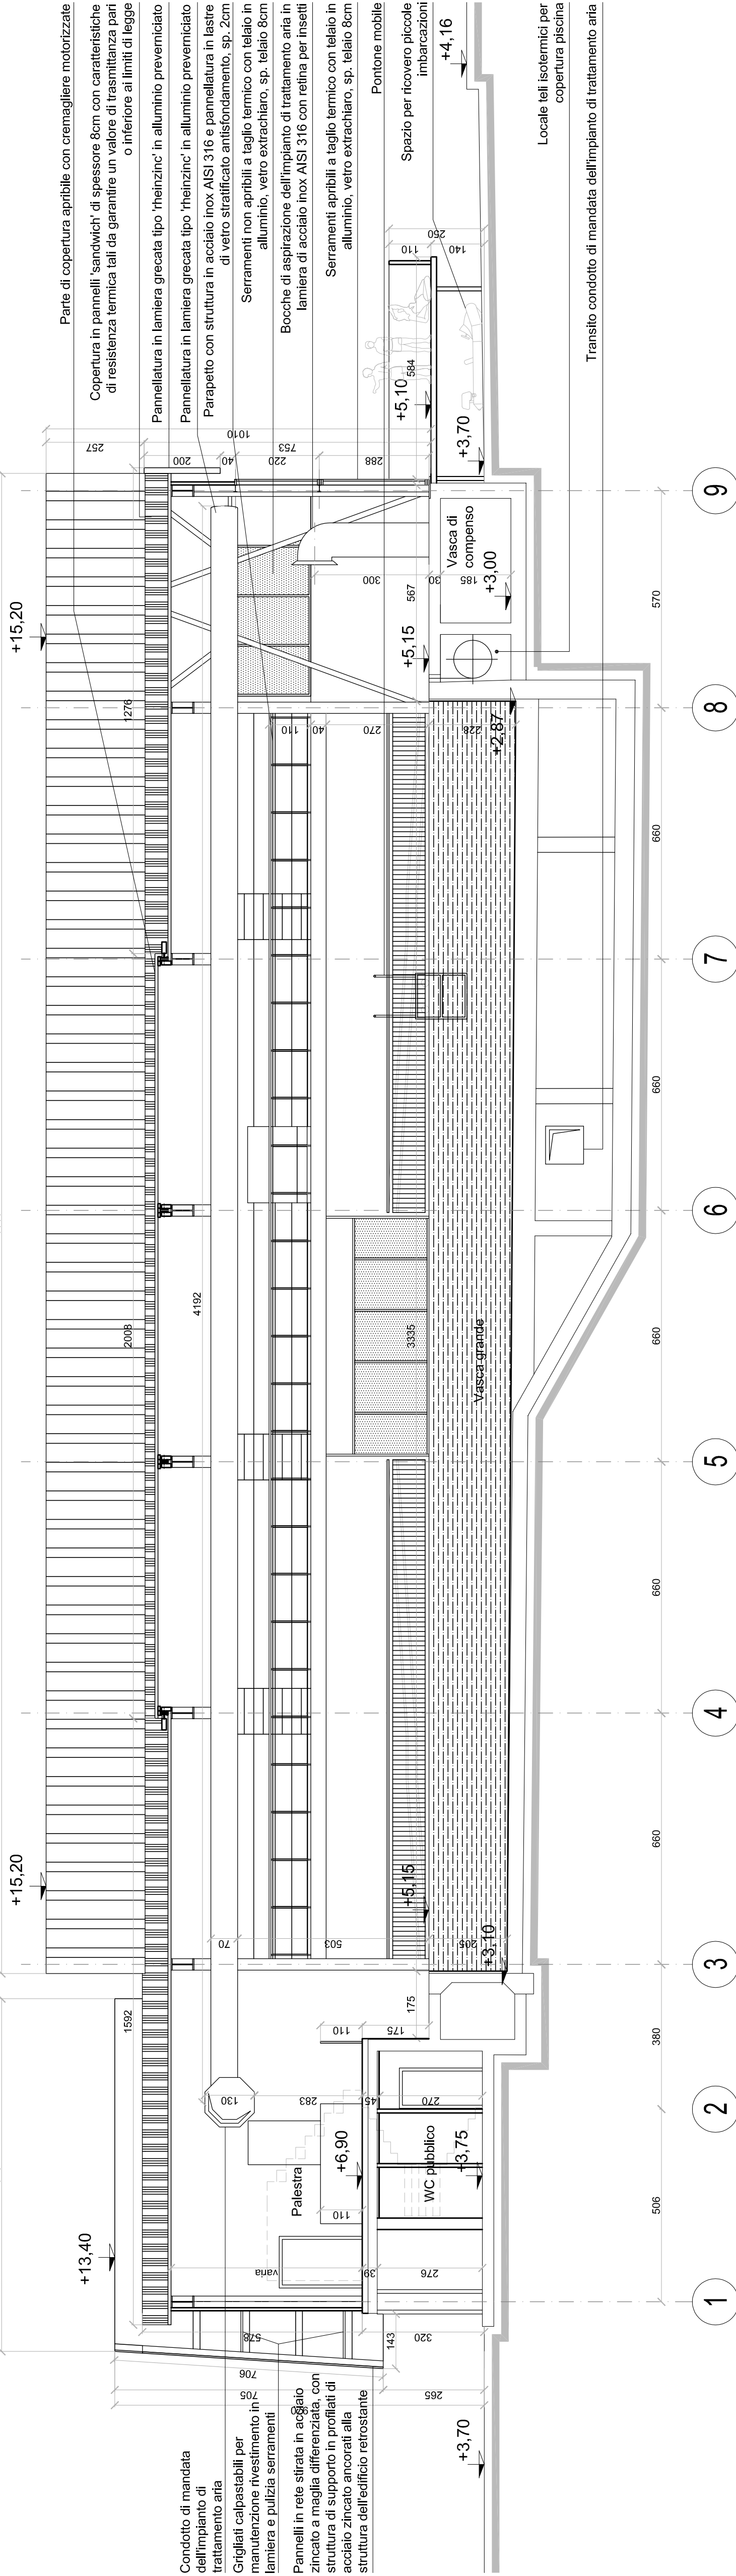 Parte di copertura apribile con cremagliere motorizzate
Copertura in pannelli 'sandwich' di spessore 8cm con caratteristiche
di resistenza termica tali da garantire un valore di trasmittanza pari
o inferiore ai limiti di legge
Pannellatura in lamiera grecata tipo 'rheinzinc' in alluminio preverniciato
Pannellatura in lamiera grecata tipo 'rheinzinc' in alluminio preverniciato
Parapetto con struttura in acciaio inox AISI 316 e pannellatura in lastre
di vetro stratificato antisfondamento, sp. 2cm
Serramenti non apribili a taglio termico con telaio in
alluminio, vetro extrachiaro, sp. telaio 8cm
Bocche di aspirazione dell'impianto di trattamento aria in
lamiera di acciaio inox AISI 316 con retina per insetti
Serramenti apribili a taglio termico con telaio in
alluminio, vetro extrachiaro, sp. telaio 8cm
Pontone mobile
Spazio per ricovero piccole
imbarcazioni
+4,16
Locale teli isotermici per
copertura piscina
Transito condotto di mandata dell'impianto di trattamento aria
250
110
140
584
+5,10
+3,70
1010
257
753
200
40
220
288
+15,20
1276
300
567
30
185
Vasca di
compenso
+3,00
+5,15
110
40
270
228
+2,87
2008
4192
3335
Vasca grande
+15,20
70
503
205
+5,15
+3,10
1592
175
110
175
130
283
45
270
Palestra
+6,90
WC pubblico
+3,75
110
+13,40
varia
39
276
578
143
320
706
705
265
+3,70
Condotto di mandata
dell'impianto di
trattamento aria
Grigliati calpastabili per
manutenzione rivestimento in
lamiera e pulizia serramenti
Pannelli in rete stirata in acciaio
zincato a maglia differenziata, con
struttura di supporto in profilati di
acciaio zincato ancorati alla
struttura dell'edificio retrostante
506
380
660
660
660
660
660
570
1
2
3
4
5
6
7
8
9